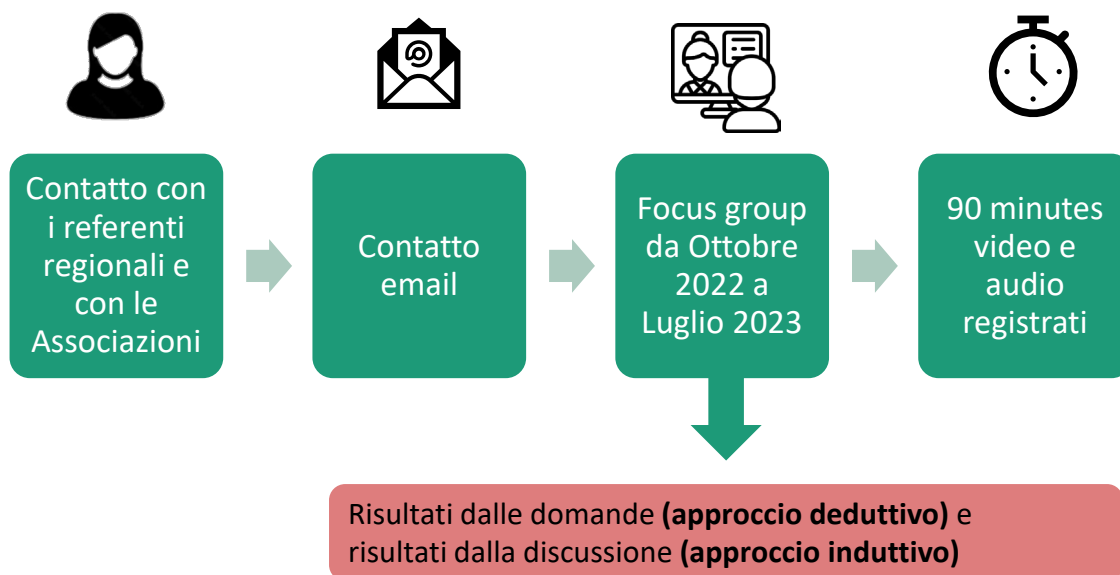 Contatto con
i referenti
regionali e
con le
Associazioni
Contatto
email
Focus group
da Ottobre
2022 a
Luglio 2023
90 minutes
video e
audio
registrati
Risultati dalle domande (approccio deduttivo) e
risultati dalla discussione (approccio induttivo)